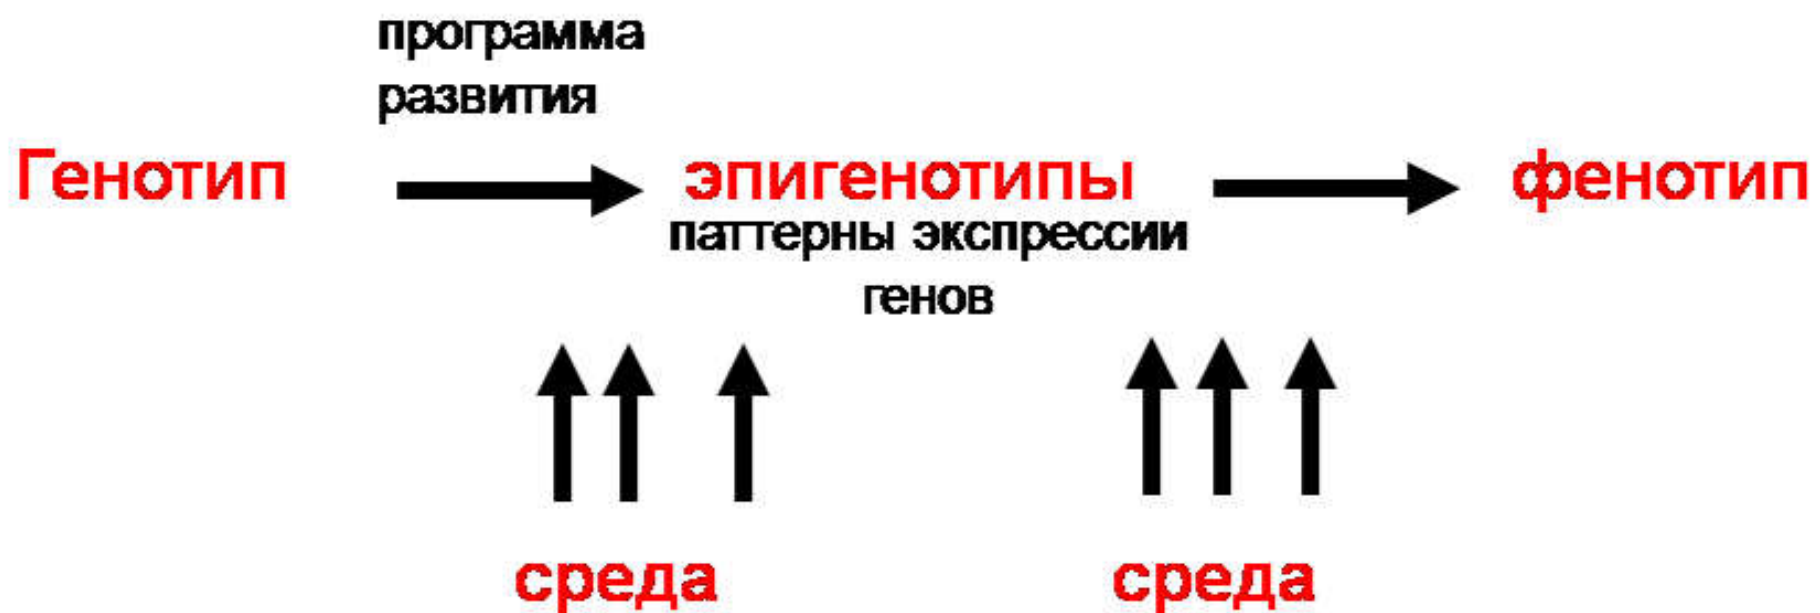 программа
развития
Генотип эпигенотипы фенотип
паттерны экспрессии
генов
среда среда